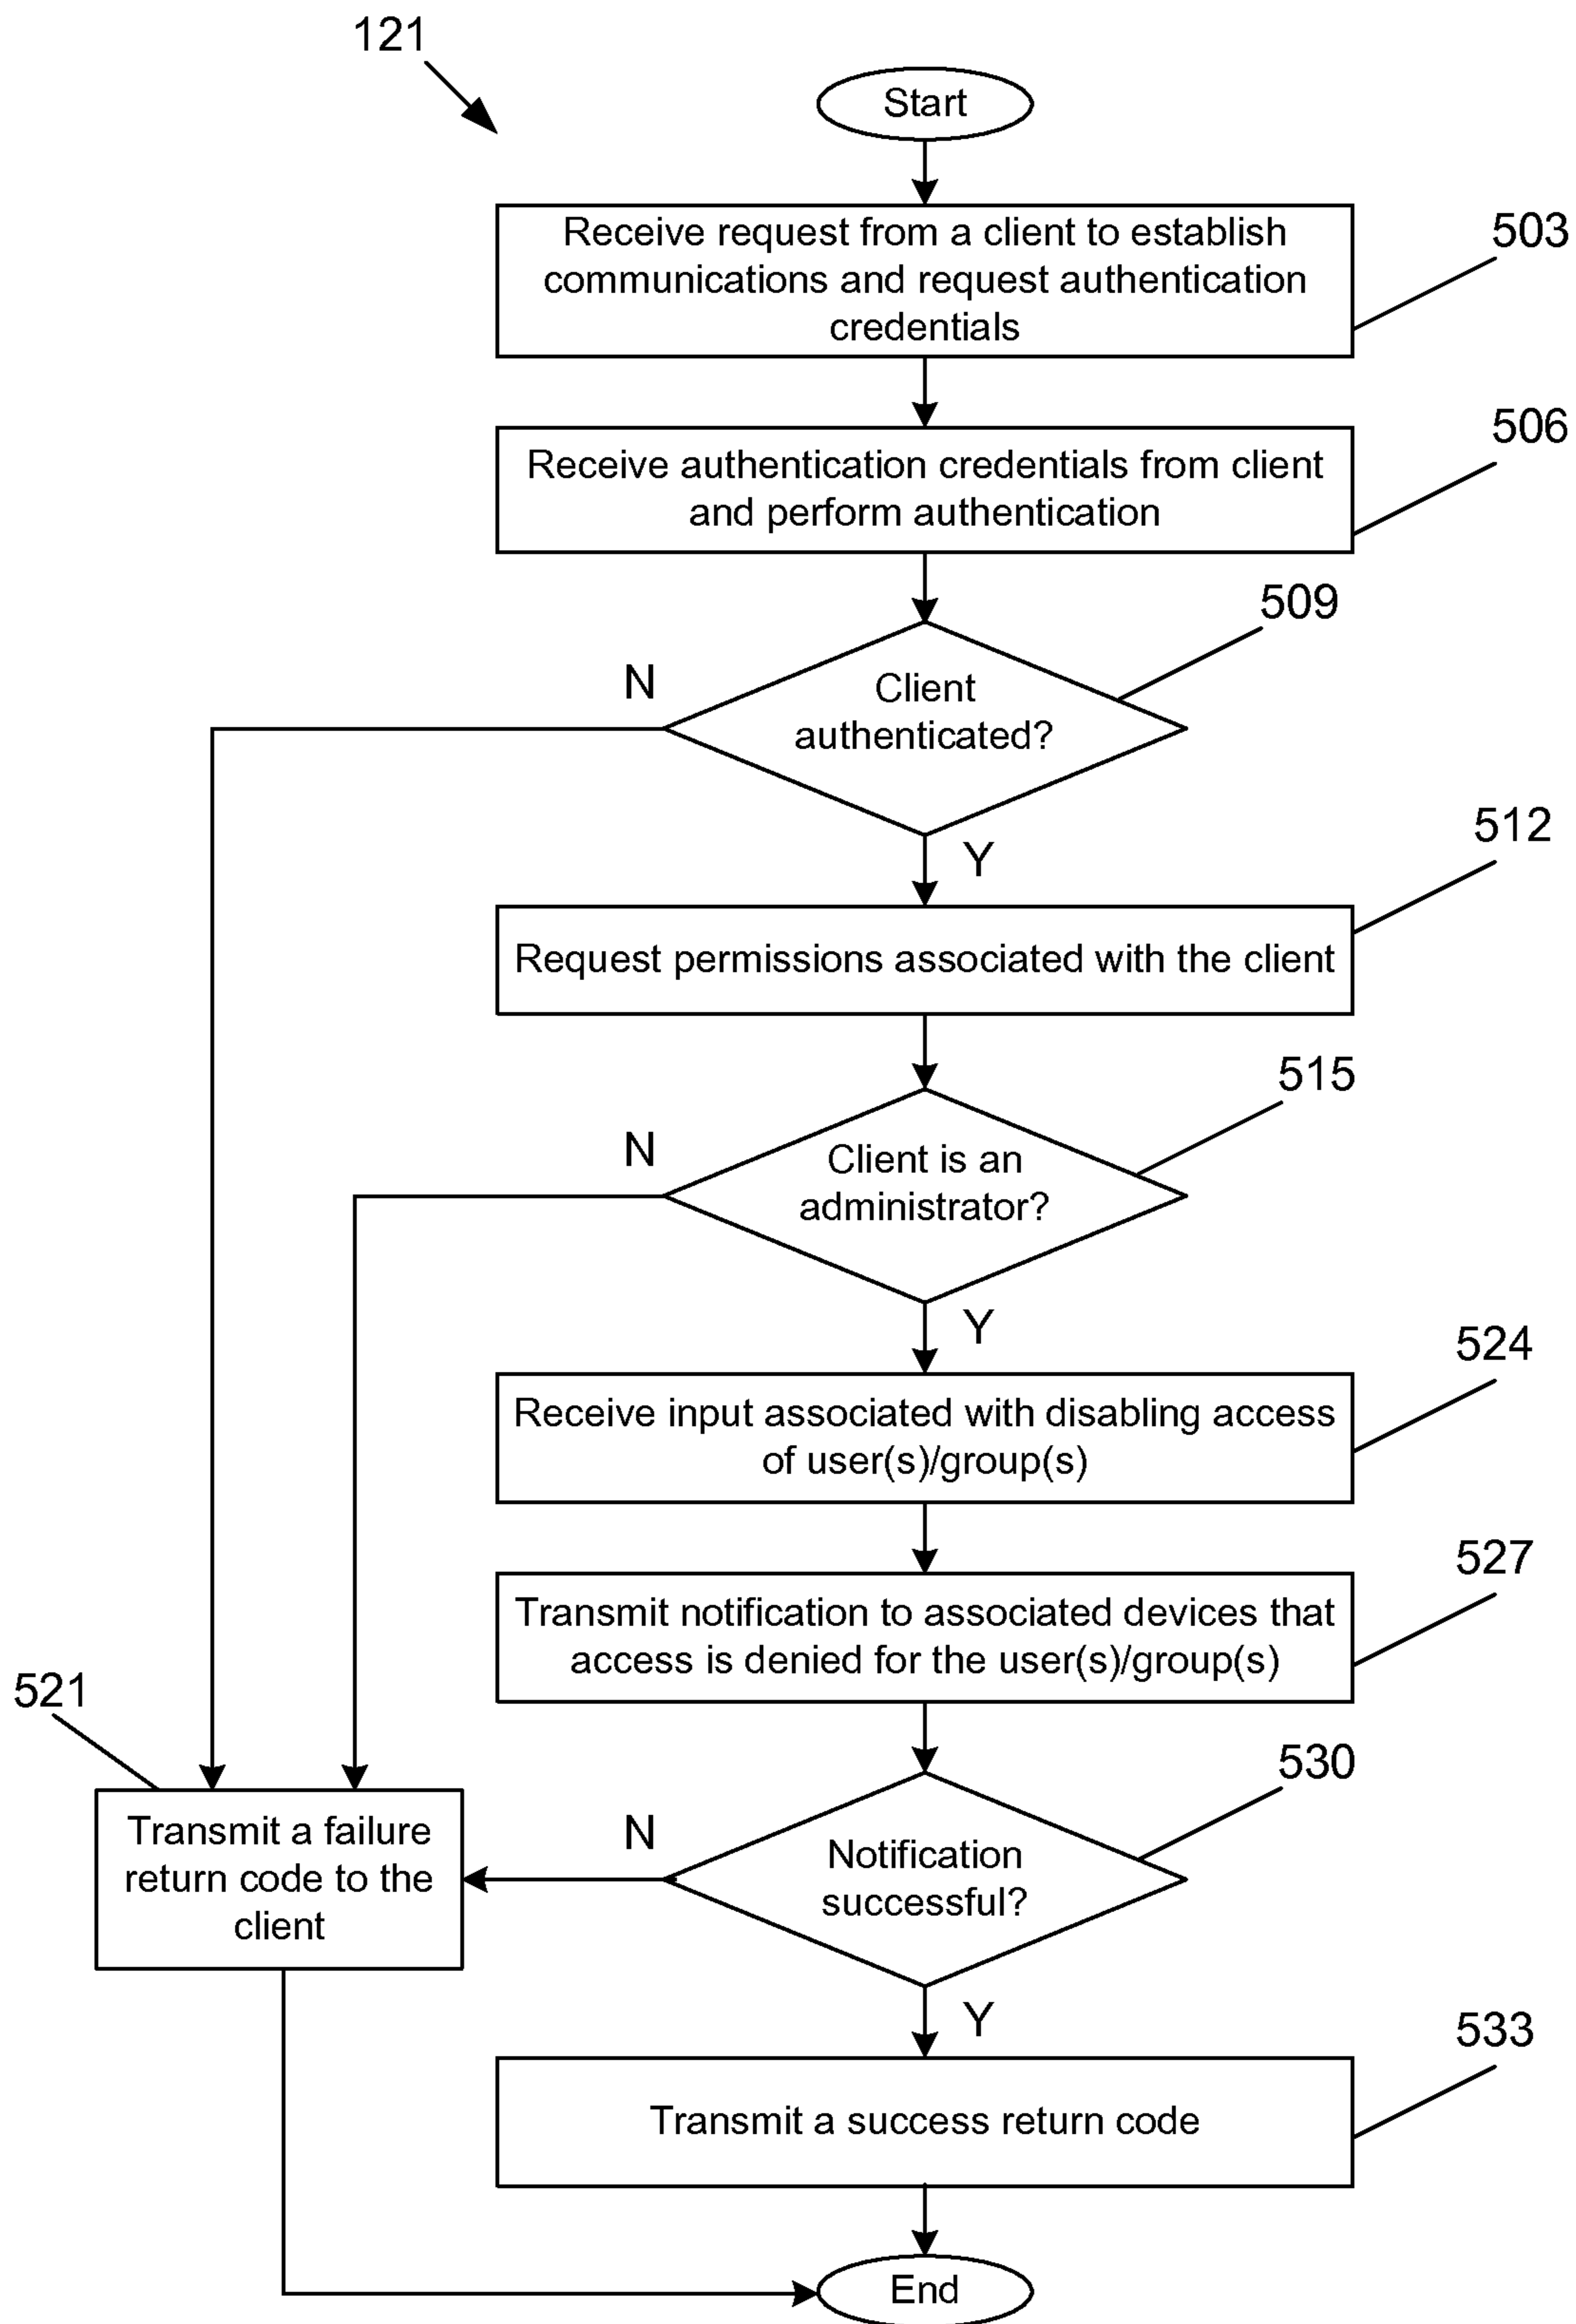 121
Start
Receive request from a client to establish
communications and request authentication
credentials
503
Receive authentication credentials from client
and perform authentication
506
509
N
Client
authenticated?
Y
512
Request permissions associated with the client
515
N
Client is an
administrator?
Y
524
Receive input associated with disabling access
of user(s)/group(s)
527
Transmit notification to associated devices that
access is denied for the user(s)/group(s)
521
530
Transmit a failure
return code to the
client
N
Notification
successful?
Y
533
Transmit a success return code
End